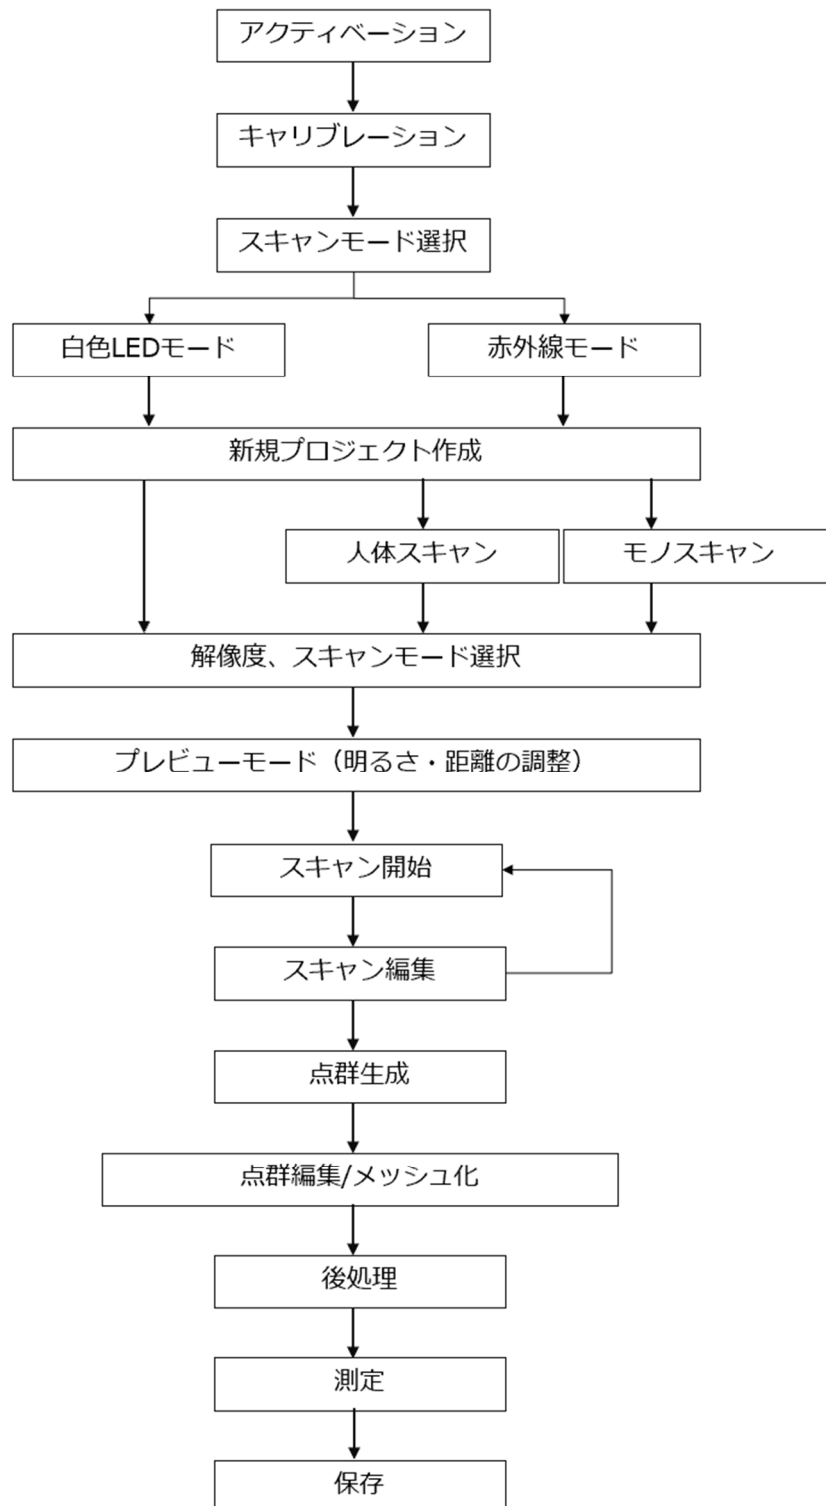 アクティベーション
キャリブレーション
スキャンモード選択
白色LEDモード
赤外線モード
新規プロジェクト作成
人体スキャン
モノスキャン
解像度、スキャンモード選択
プレビューモード（明るさ・距離の調整）
スキャン開始
スキャン編集
点群生成
点群編集/メッシュ化
後処理
測定
保存